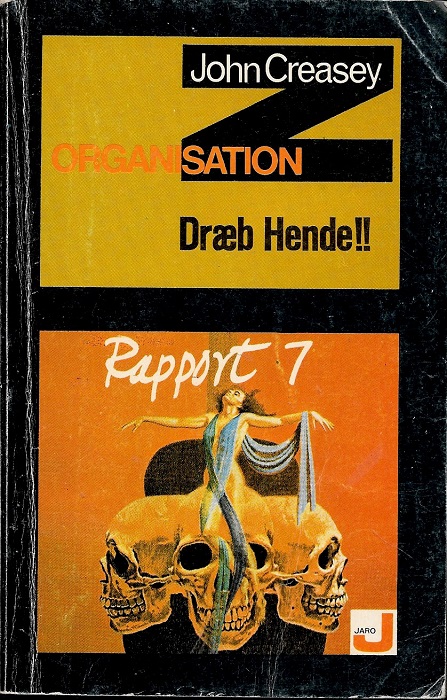 John Creasey
Z
ORGANISATION
Dræb Hende!!
Rapport 7
JARO
J